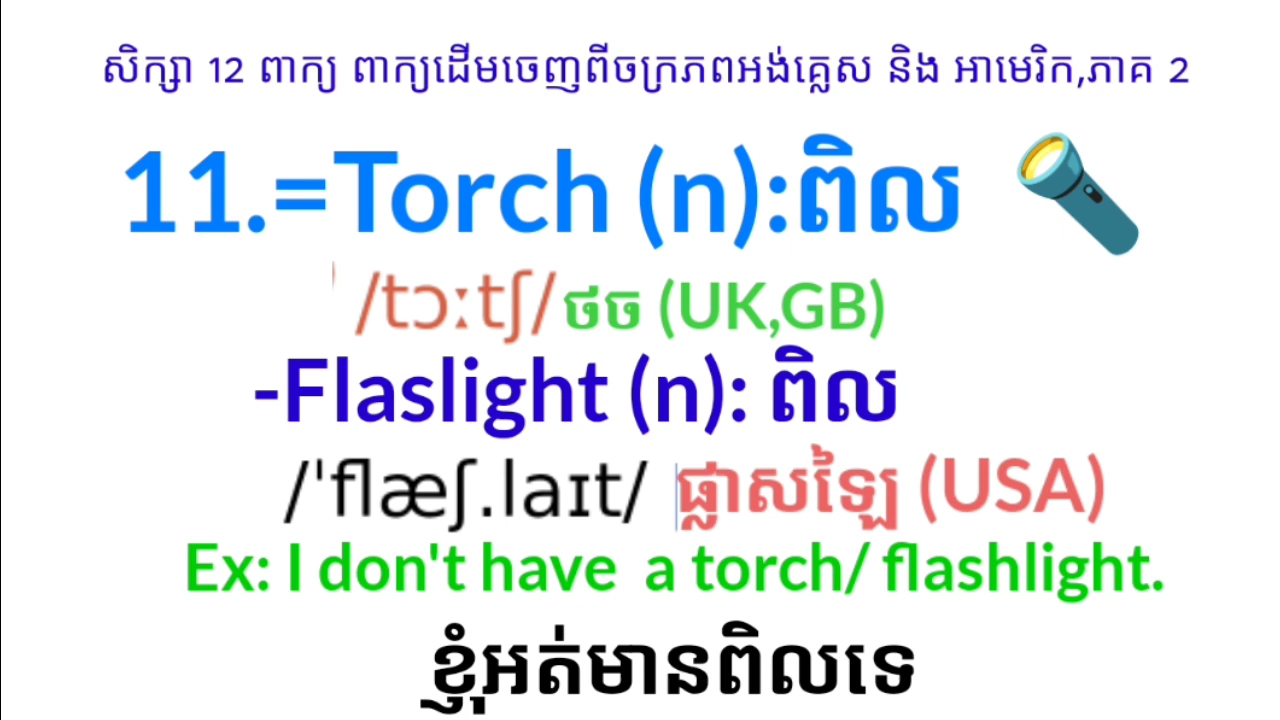 សិក្សា 12 ពាក្យ ពាក្យដើមចេញពីចក្រភពអង់គ្លេស និង អាមេរិក,ភាគ 2
11.=Torch (n):ពិល
/tɔːtʃ/ ថច (UK,GB)
-Flaslight (n): ពិល
/ˈflæʃ.laɪt/ ផ្លាសឡៃ (USA)
Ex: I don't have a torch/ flashlight.
ខ្ញុំអត់មានពិលទេ